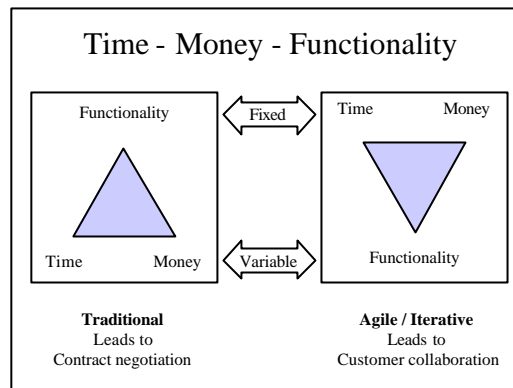 Time - Money - Functionality
Functionality
Time Money
Fixed
Variable
Time Money
Functionality
Traditional
Leads to
Contract negotiation
Agile / Iterative
Leads to
Customer collaboration